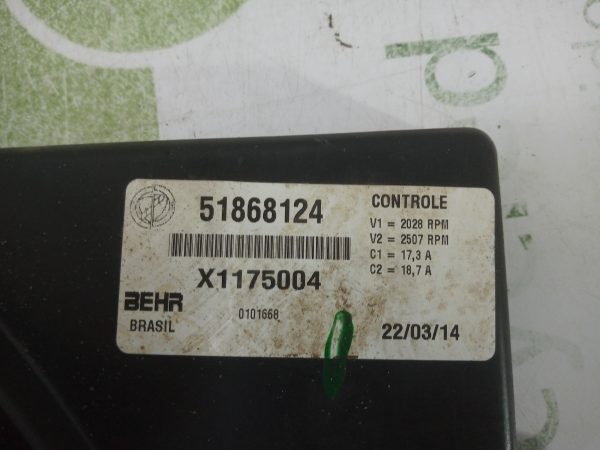 51868124
X1175004
BEHR
BRASIL
0101668
CONTROLE
V1 = 2028 RPM
V2 = 2507 RPM
C1 = 17,3 A
C2 = 18,7 A
22/03/14